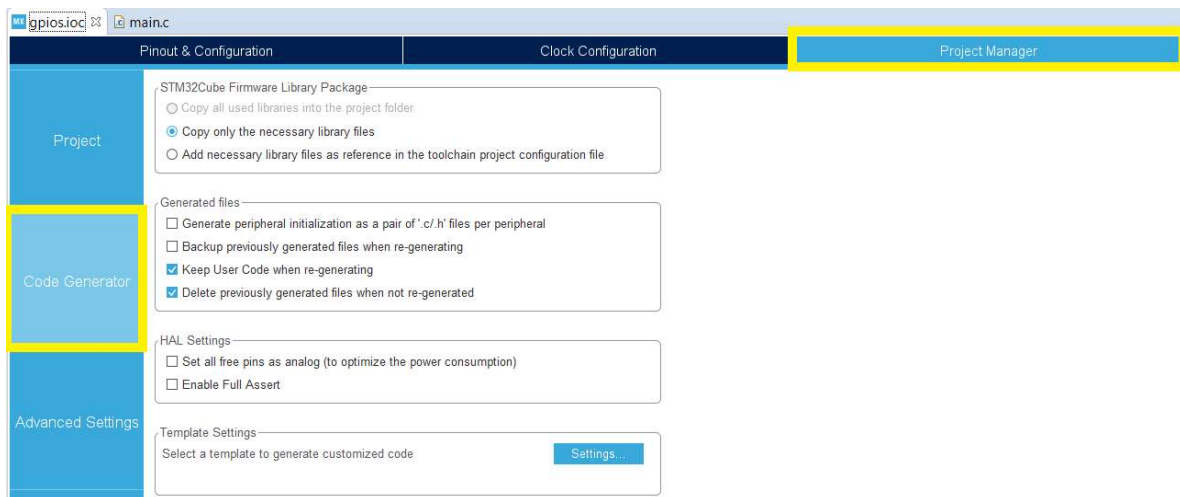 MX gpios.ioc main.c
Pinout & Configuration Clock Configuration Project Manager
Project
Code Generator
Advanced Settings
STM32Cube Firmware Library Package
Copy all used libraries into the project folder
Copy only the necessary library files
Add necessary library files as reference in the toolchain project configuration file
Generated files
Generate peripheral initialization as a pair of '.c/.h' files per peripheral
Backup previously generated files when re-generating
Keep User Code when re-generating
Delete previously generated files when not re-generated
HAL Settings
Set all free pins as analog (to optimize the power consumption)
Enable Full Assert
Template Settings
Select a template to generate customized code Settings...